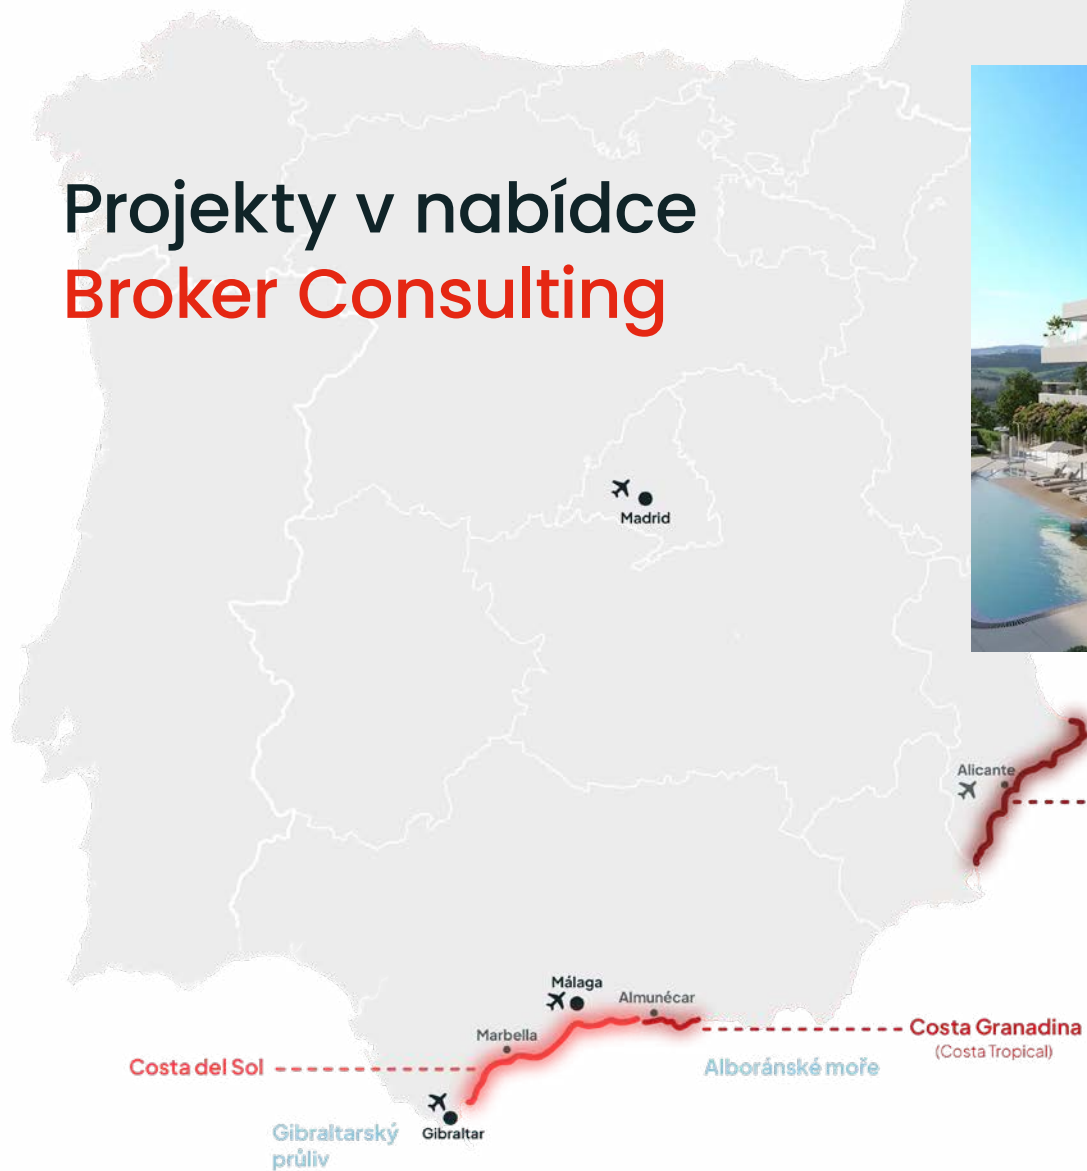 Projekty v nabídce
Broker Consulting
Madrid
Alicante
Málaga
Almunécar
Marbella
Costa Granadina
(Costa Tropical)
Costa del Sol
Alboránské moře
Gibraltarský
průliv
Gibraltar